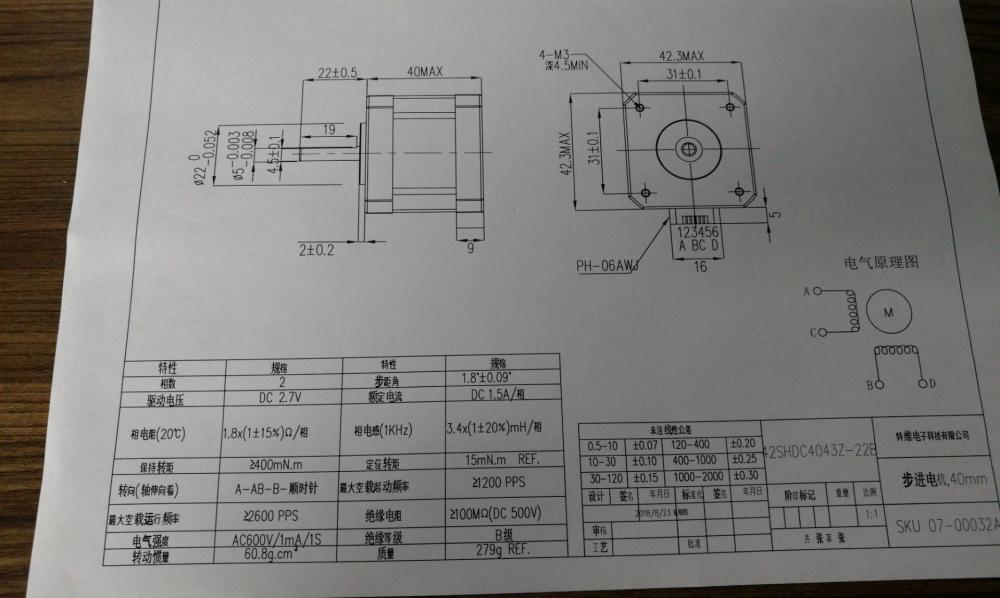 22±0.5
40MAX
19
ø22 0 -0.052
ø5 -0.003 -0.008
4.5±0.1
2±0.2
9
4-M3
深4.5MIN
42.3MAX
31±0.1
42.3MAX
31±0.1
5
123456
A BC D
PH-06AWJ
16
电气原理图
A
M
C
B D
特性 规格 特性 规格
相数 2 步距角 1.8°±0.09°
驱动电压 DC 2.7V 额定电流 DC 1.5A/相
相电阻(20℃) 1.8x(1±15%)Ω/相 相电感(1KHz) 3.4x(1±20%)mH/相
保持转距 ≥400mN.m 定位转距 15mN.m REF.
转向(轴伸向看) A-AB-B-顺时针 最大空载起动频率 ≥1200 PPS
最大空载运行频率 ≥2600 PPS 绝缘电阻 ≥100MΩ(DC 500V)
电气强度 AC600V/1mA/1S 绝缘等级 B级
转动惯量 60.8g.cm² 质量 279g REF.
未注线性公差
0.5-10 ±0.07 120-400 ±0.20
10-30 ±0.10 400-1000 ±0.25
30-120 ±0.15 1000-2000 ±0.30
设计 签名 年月日 标准化 签名 年月日
2018/8/23 星期四
审核
工艺 批准
42SHDC4043Z-22B
阶段标记 重量 比例
1:1
共 张 第 张
特维电子科技有限公司
步进电机,40mm
SKU 07-00032A